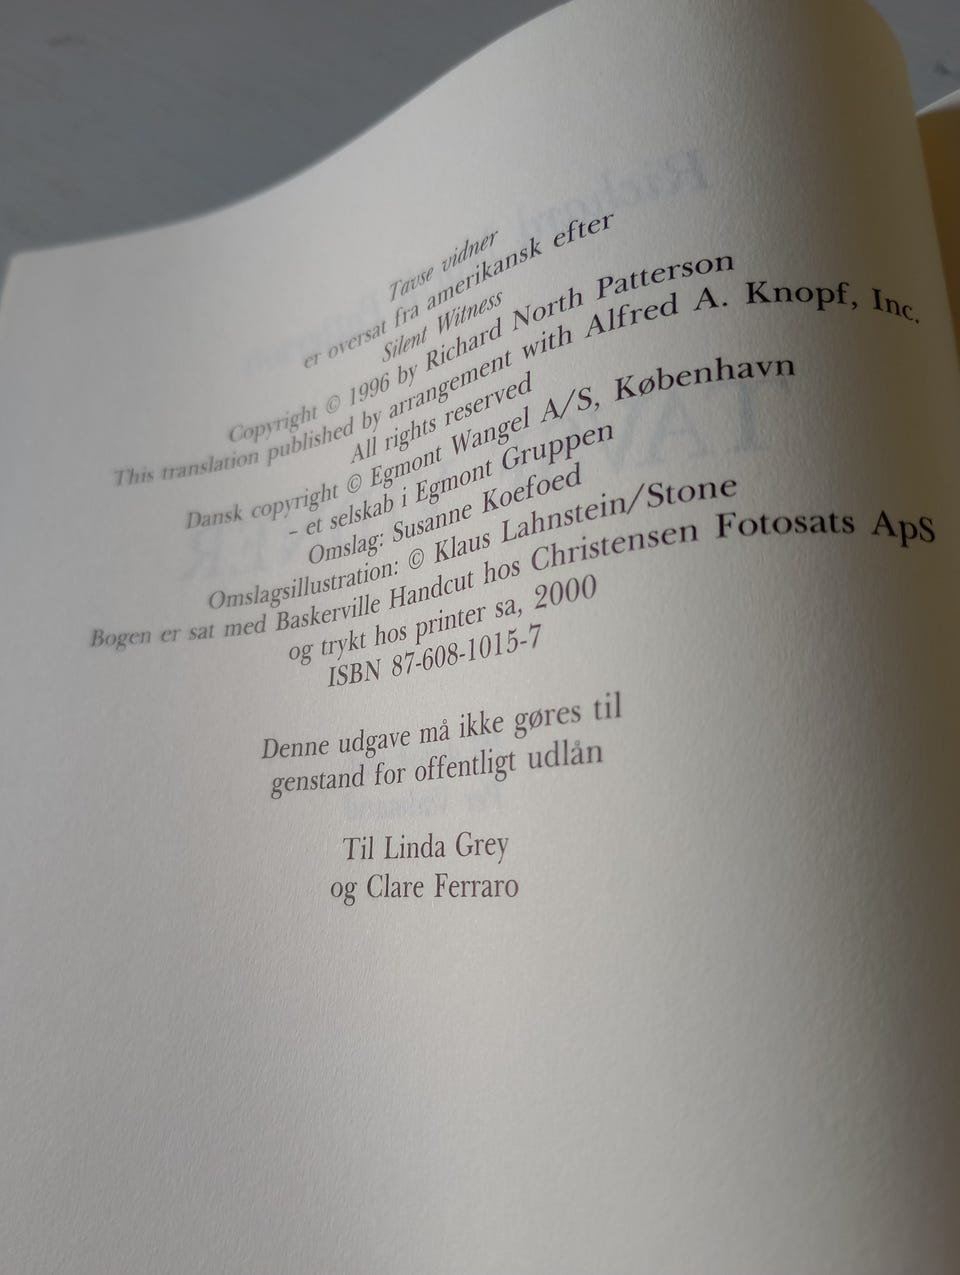 Tavse vidner
er oversat fra amerikansk efter
Silent Witness
Copyright © 1996 by Richard North Patterson
This translation published by arrangement with Alfred A. Knopf, Inc.
All rights reserved
Dansk copyright © Egmont Wangel A/S, København
– et selskab i Egmont Gruppen
Omslag: Susanne Koefoed
Omslagsillustration: © Klaus Lahnstein/Stone
Bogen er sat med Baskerville Handcut hos Christensen Fotosats ApS
og trykt hos printer sa, 2000
ISBN 87-608-1015-7
Denne udgave må ikke gøres til
genstand for offentligt udlån
Til Linda Grey
og Clare Ferraro